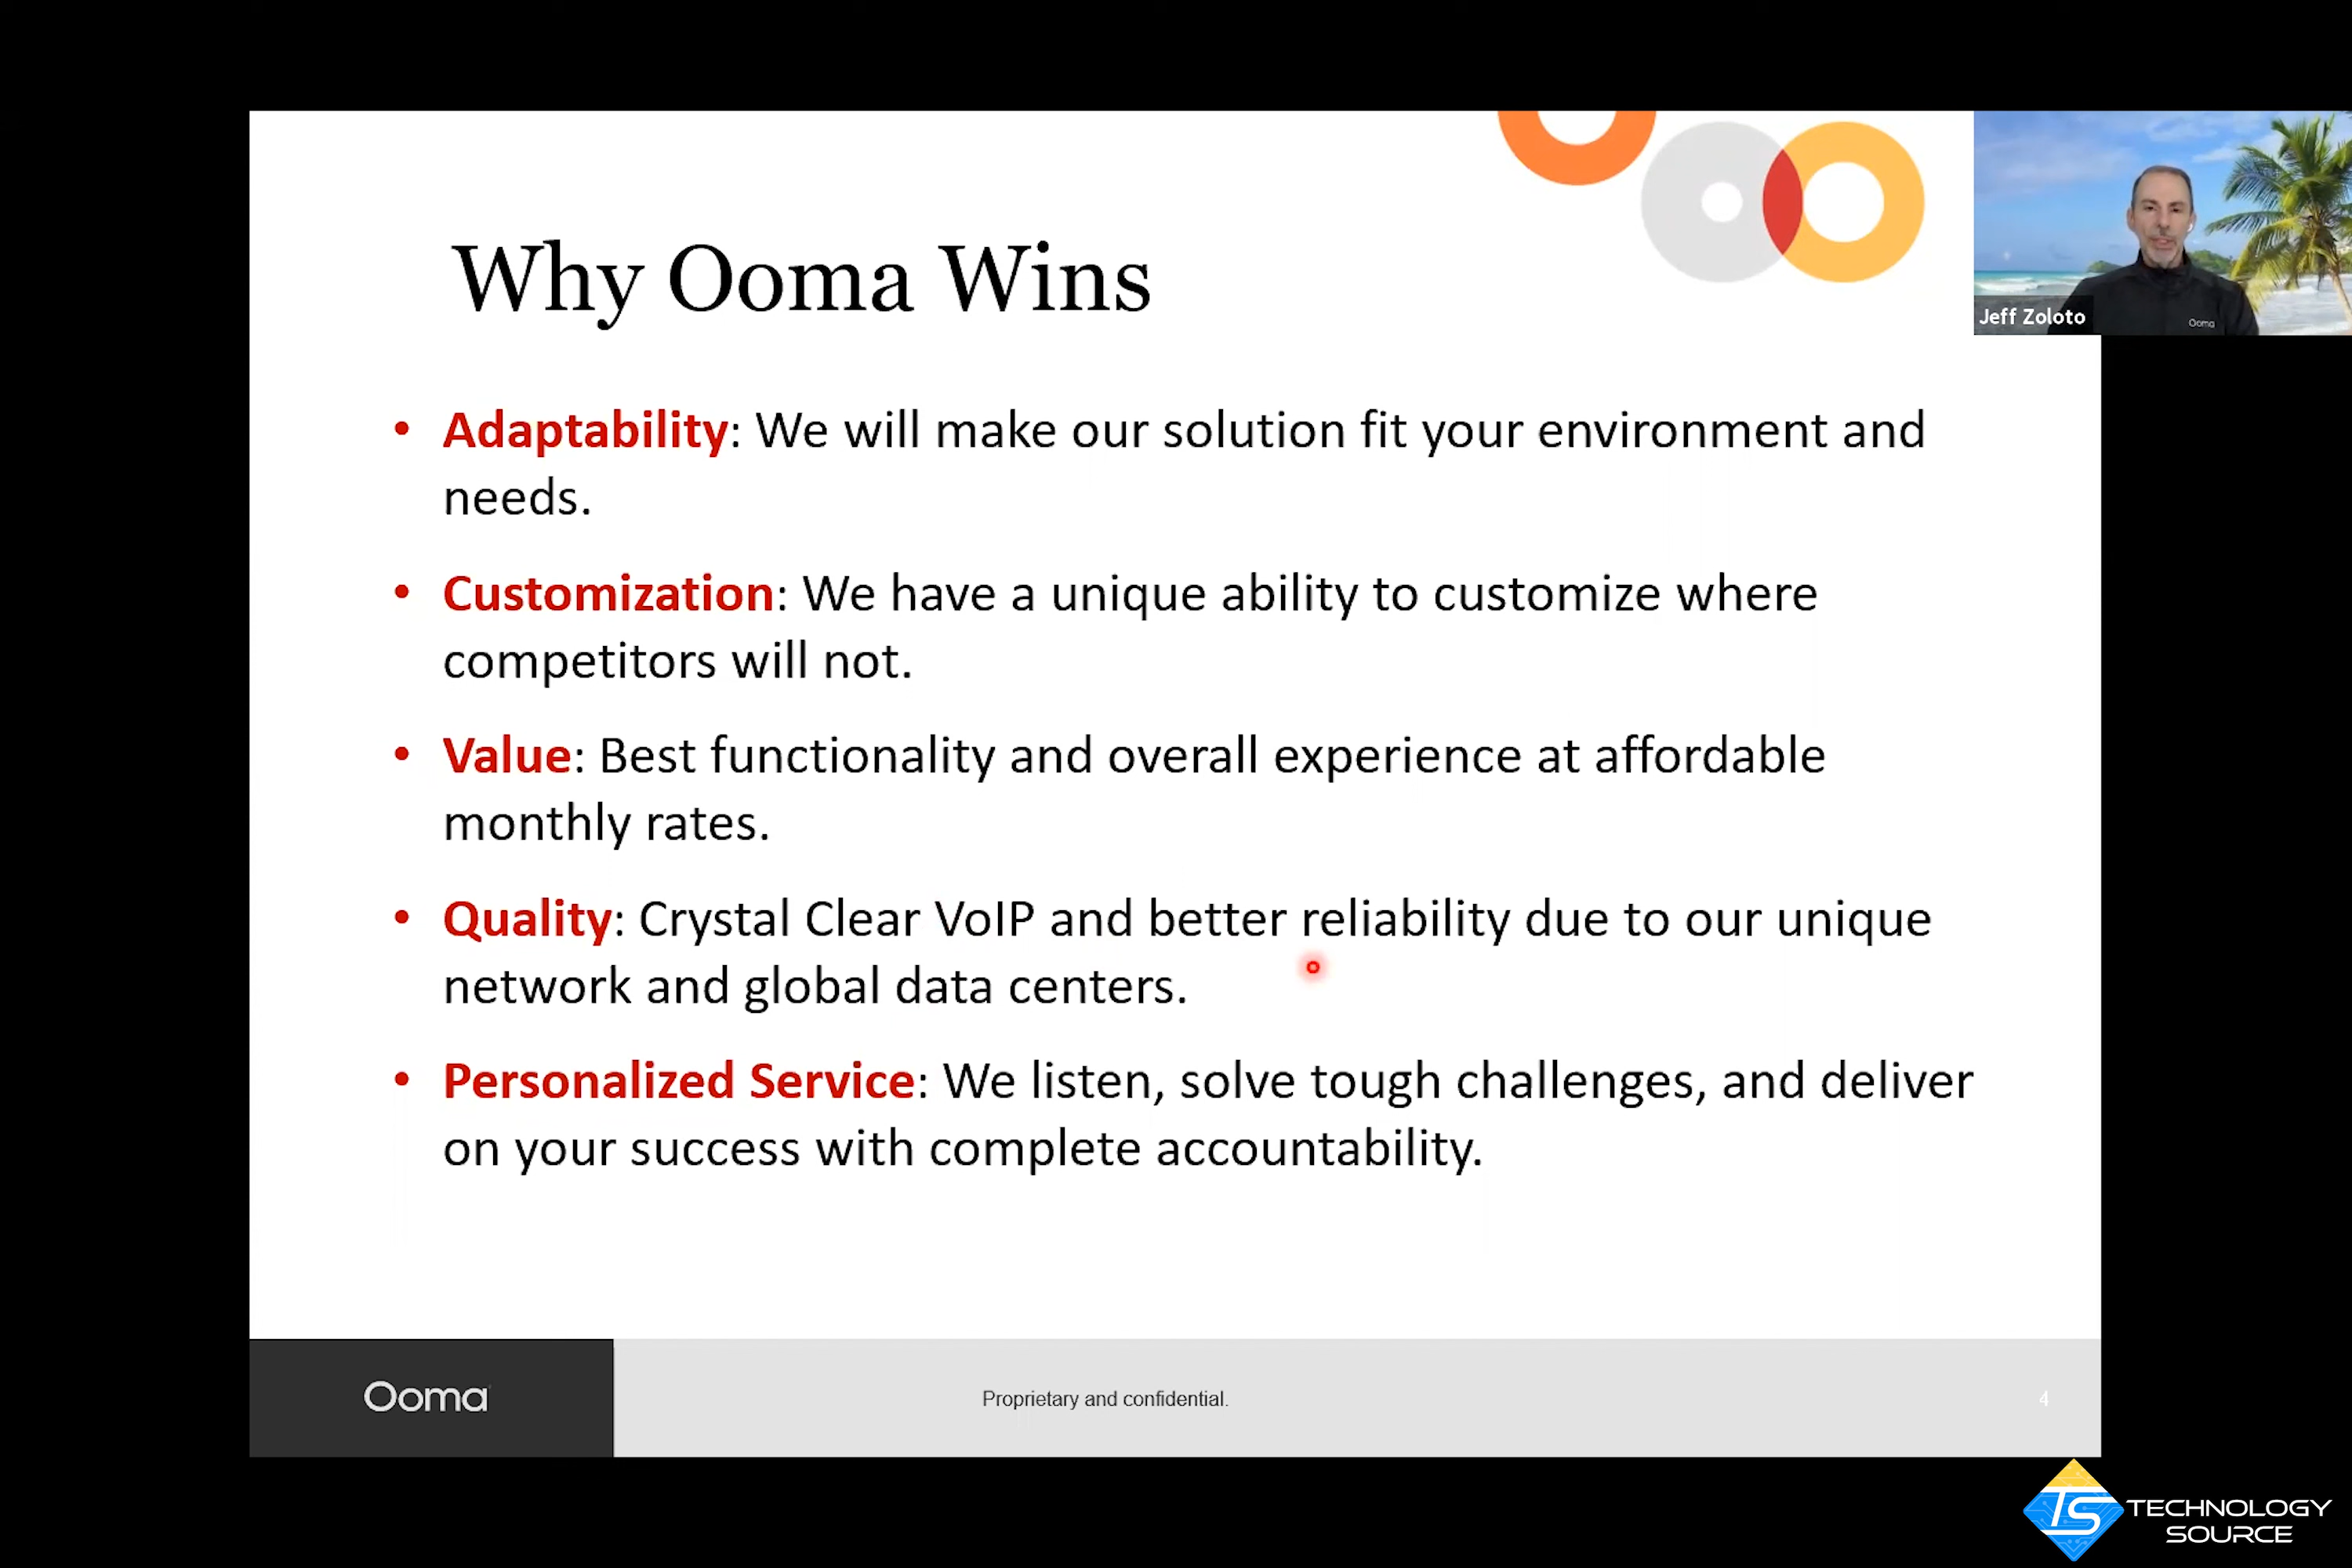 Why Ooma Wins
Jeff Zoloto
Ooma
• Adaptability: We will make our solution fit your environment and
needs.
• Customization: We have a unique ability to customize where
competitors will not.
• Value: Best functionality and overall experience at affordable
monthly rates.
• Quality: Crystal Clear VoIP and better reliability due to our unique
network and global data centers.
• Personalized Service: We listen, solve tough challenges, and deliver
on your success with complete accountability.
Ooma
Proprietary and confidential.
4
TS
TECHNOLOGY
SOURCE